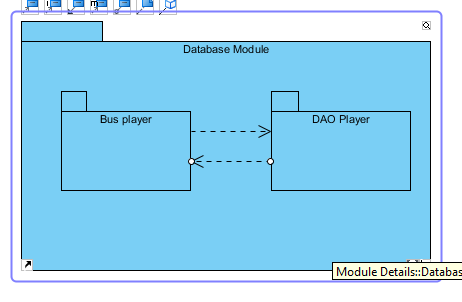 Database Module
Bus player
DAO Player
Module Details::Databas